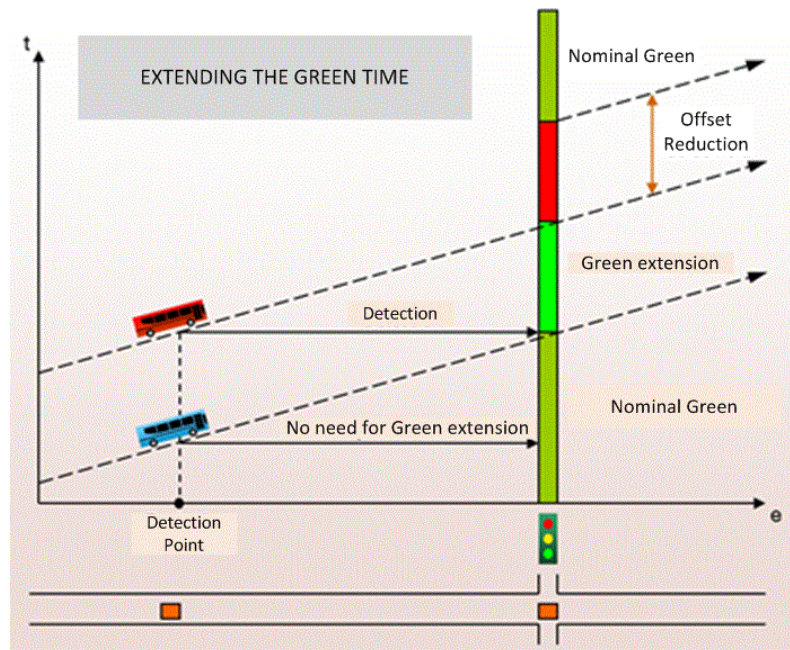 t
EXTENDING THE GREEN TIME
Nominal Green
Offset
Reduction
Green extension
Detection
Nominal Green
No need for Green extension
e
Detection
Point